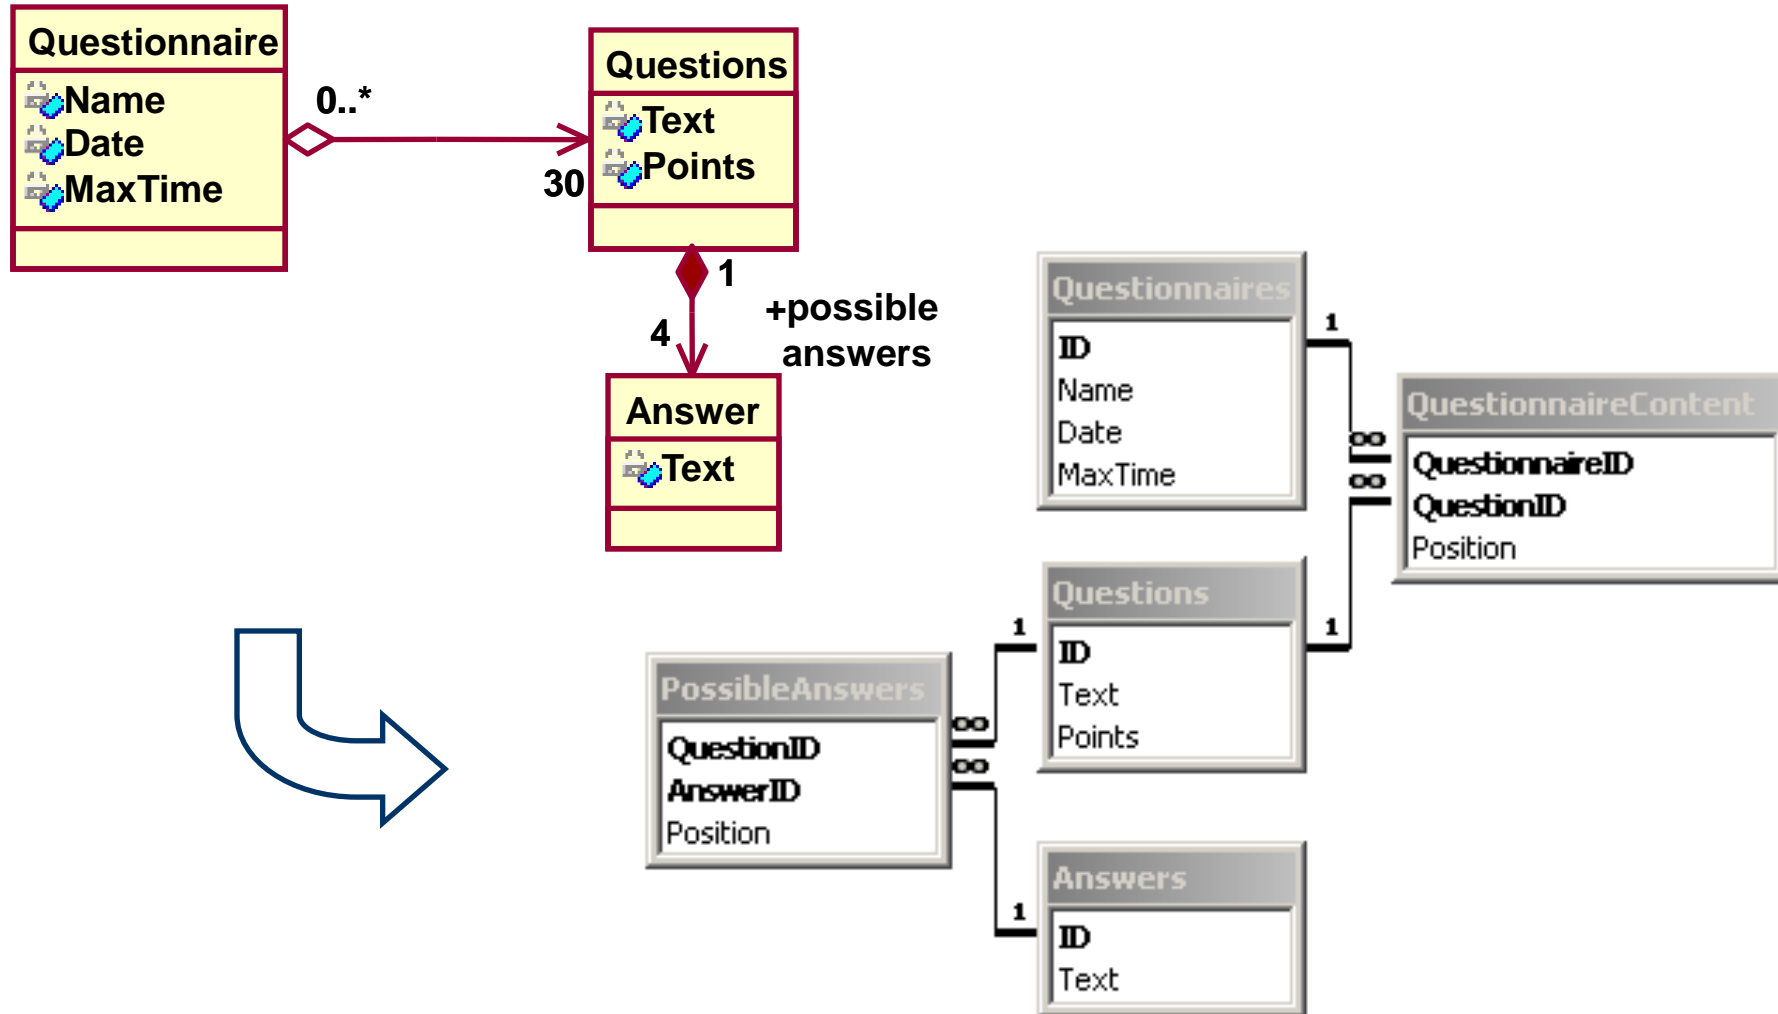 Questionnaire
Name
Date
MaxTime
0..*
30
Questions
Text
Points
1
4
+possible
answers
Answer
Text
Questionnaires
ID
Name
Date
MaxTime
1
∞
∞
QuestionnaireContent
QuestionnaireID
QuestionID
Position
Questions
ID
Text
Points
1
1
PossibleAnswers
QuestionID
AnswerID
Position
∞
∞
Answers
ID
Text
1